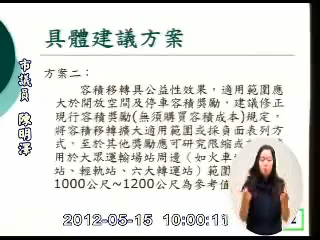 具體建議方案
市議員 陳明澤
方案二：
容積移轉具公益性效果，適用範圍應
大於開放空間及停車容積獎勵，建議修正
現行容積獎勵(無須購買容積成本)規定，
將容積移轉擴大適用範圍或採負面表列方
式，至於其他獎勵應可研究限縮或
用於大眾運輸場站周邊（如火車
站、輕軌站、六大轉運站）範圍
1000公尺~1200公尺為參考值
2012-05-15 10:00:11
2